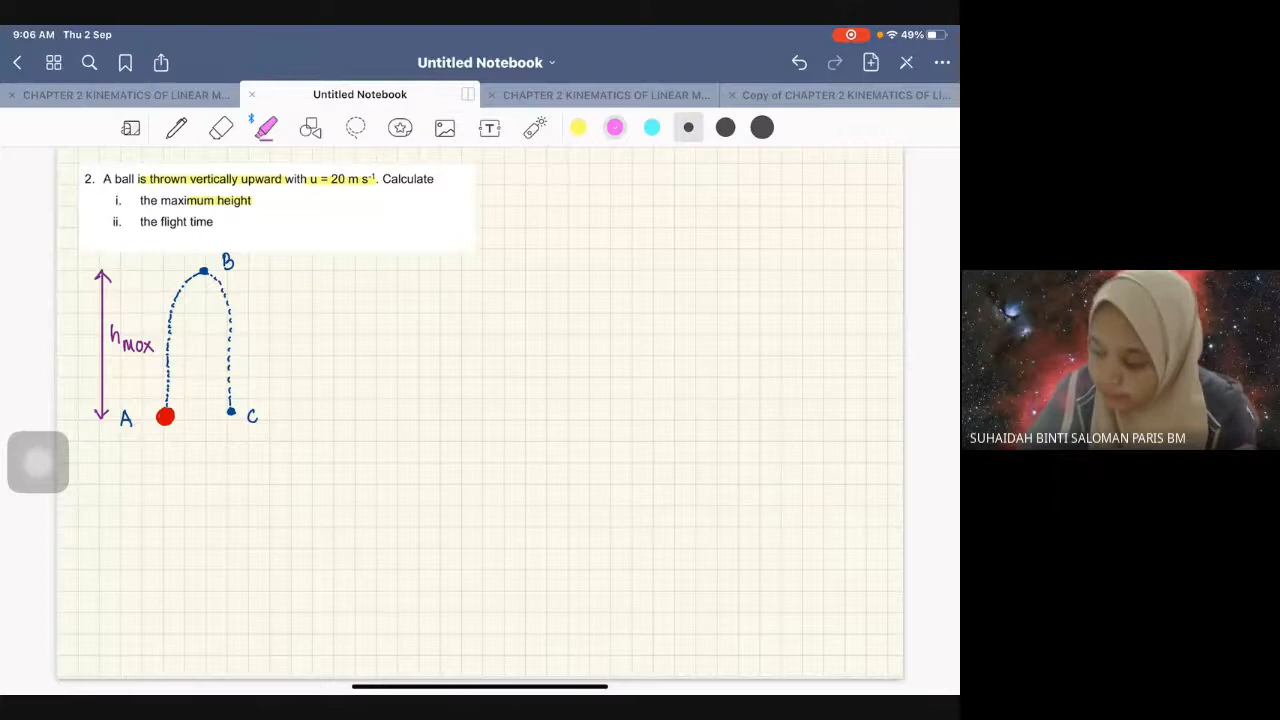 9:06 AM Thu 2 Sep
49%
Untitled Notebook
CHAPTER 2 KINEMATICS OF LINEAR M...
Untitled Notebook
CHAPTER 2 KINEMATICS OF LINEAR M...
Copy of CHAPTER 2 KINEMATICS OF LI...
2. A ball is thrown vertically upward with u = 20 m s⁻¹. Calculate
i. the maximum height
ii. the flight time
B
hmax
A
C
SUHAIDAH BINTI SALOMAN PARIS BM